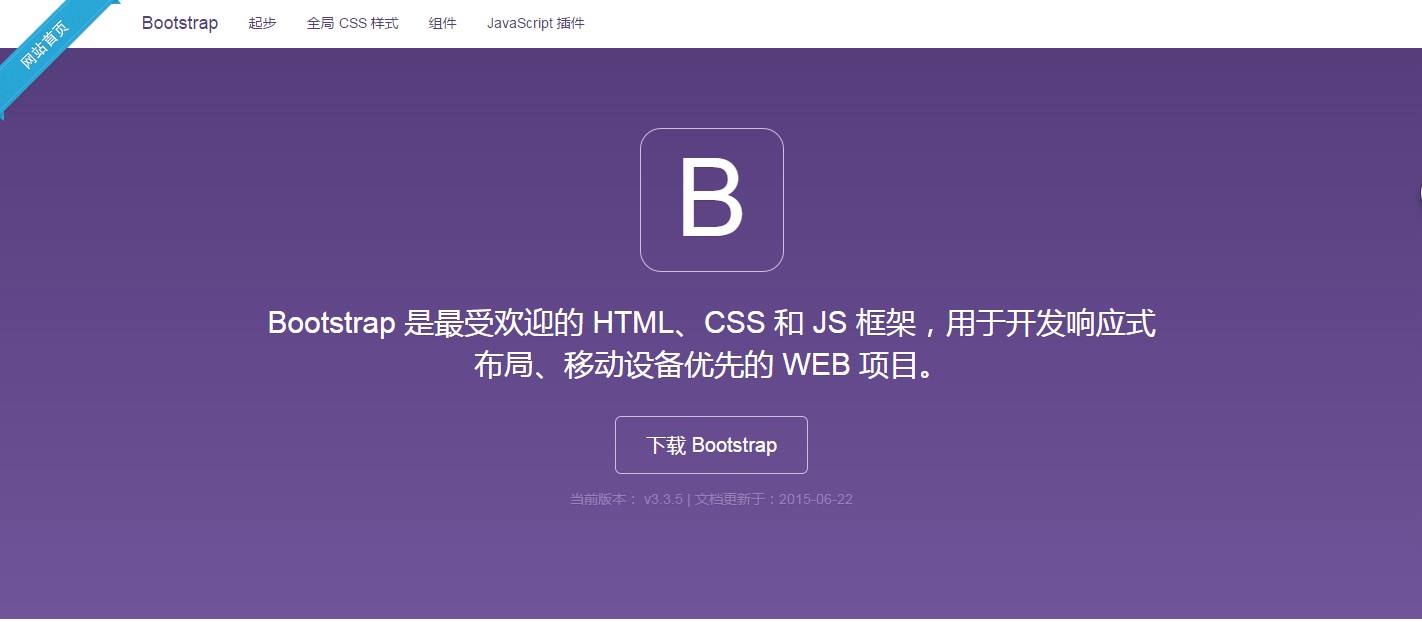 网站首页
Bootstrap 起步 全局 CSS 样式 组件 JavaScript 插件
B
Bootstrap 是最受欢迎的 HTML、CSS 和 JS 框架，用于开发响应式
布局、移动设备优先的 WEB 项目。
下载 Bootstrap
当前版本： v3.3.5 | 文档更新于：2015-06-22